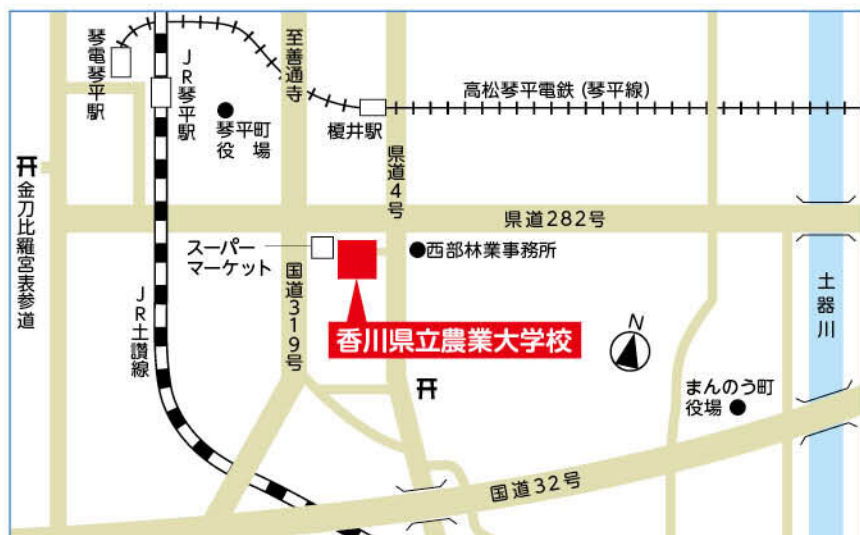 琴電琴平駅
JR琴平駅
琴平町
役場
至善通寺
榎井駅
高松琴平電鉄(琴平線)
県道4号
金刀比羅宮表参道
県道282号
スーパー
マーケット
西部林業事務所
国道319号
JR土讃線
香川県立農業大学校
N
土器川
まんのう町
役場
国道32号